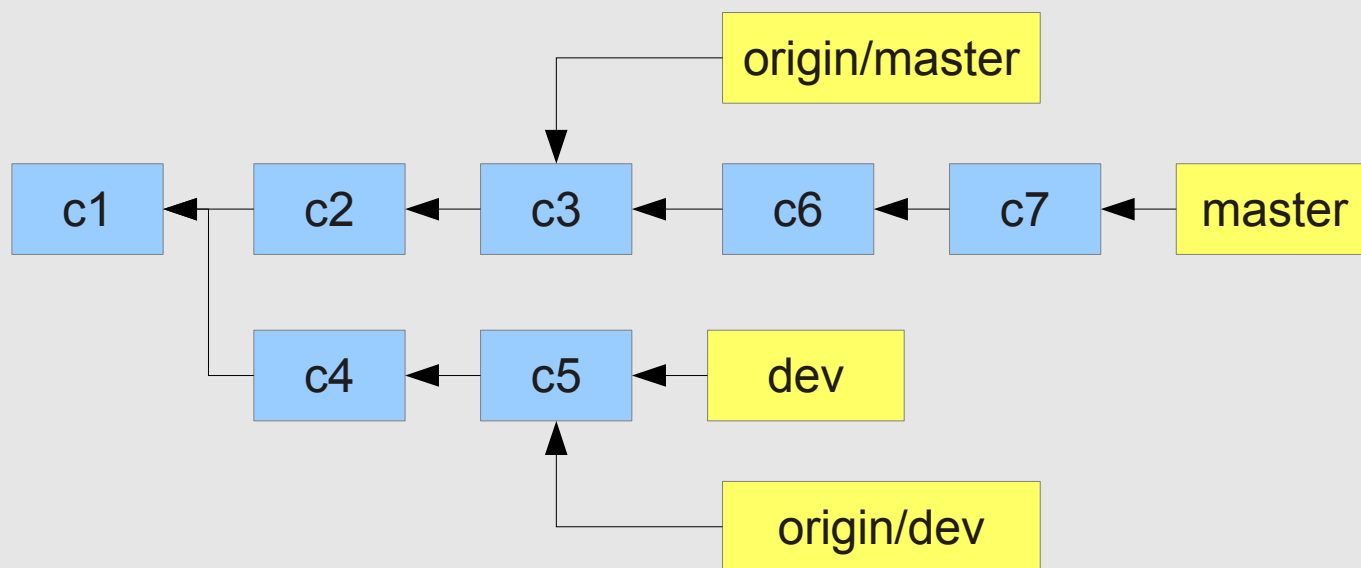 origin/master
c1
c2
c3
c6
c7
master
c4
c5
dev
origin/dev